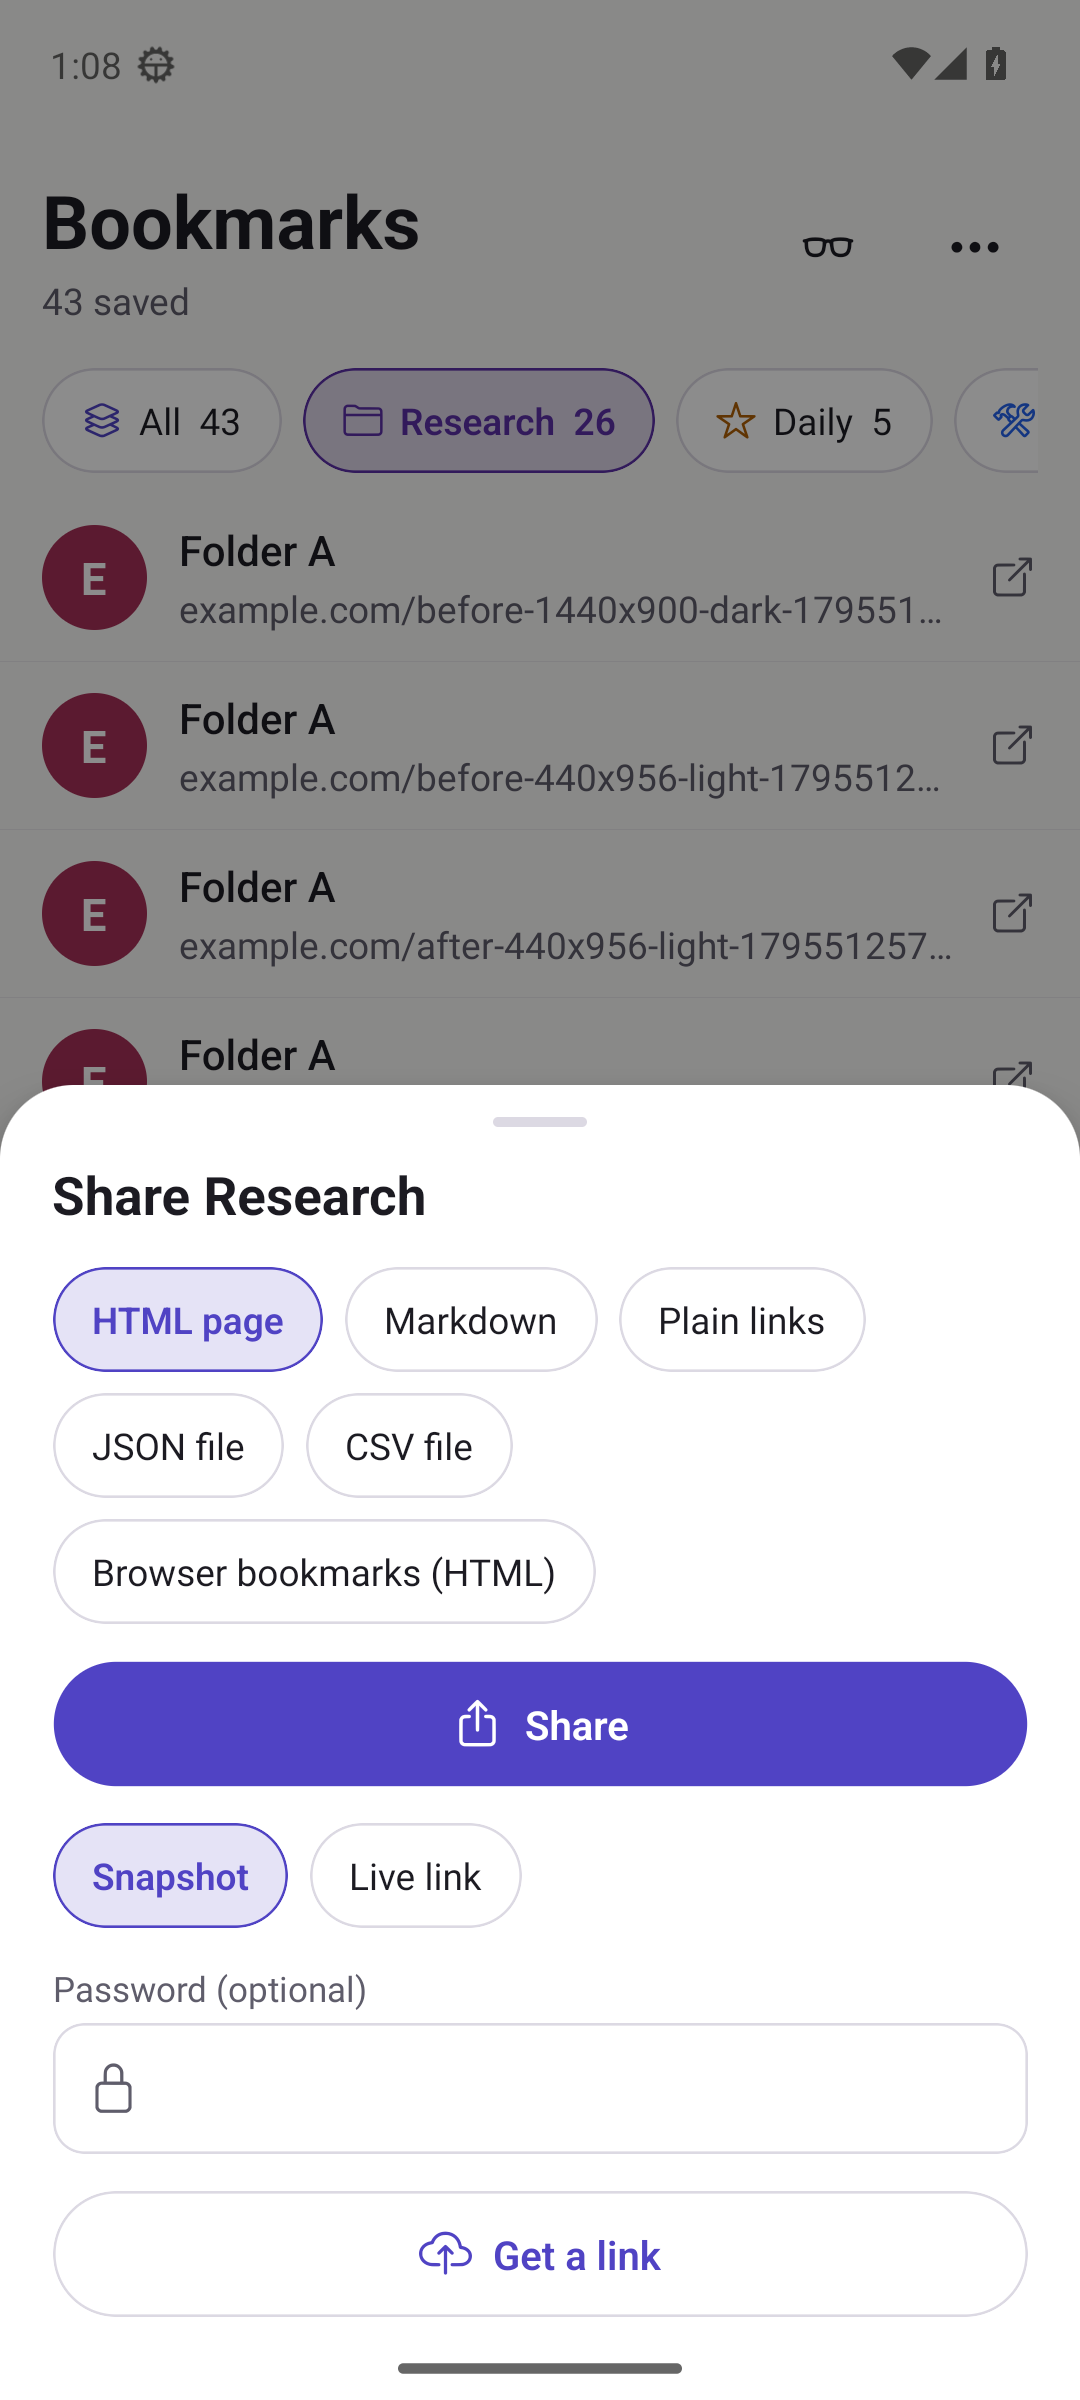 1:08
Bookmarks
43 saved
All 43
Research 26
Daily 5
E
Folder A
example.com/before-1440x900-dark-179551...
E
Folder A
example.com/before-440x956-light-1795512...
E
Folder A
example.com/after-440x956-light-179551257...
E
Folder A
Share Research
HTML page
Markdown
Plain links
JSON file
CSV file
Browser bookmarks (HTML)
Share
Snapshot
Live link
Password (optional)
Get a link